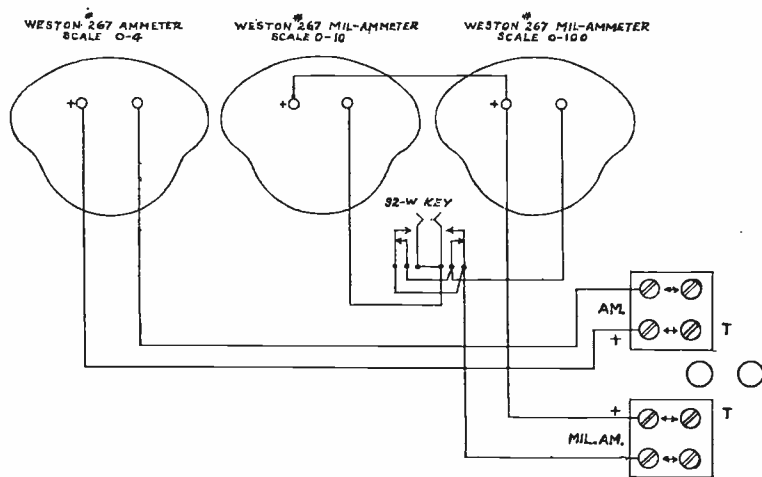 WESTON #267 AMMETER
SCALE 0-4
WESTON #267 MIL-AMMETER
SCALE 0-10
WESTON #267 MIL-AMMETER
SCALE 0-100
+
+
+
92-W KEY
AM.
+
T
+
T
MIL.AM.